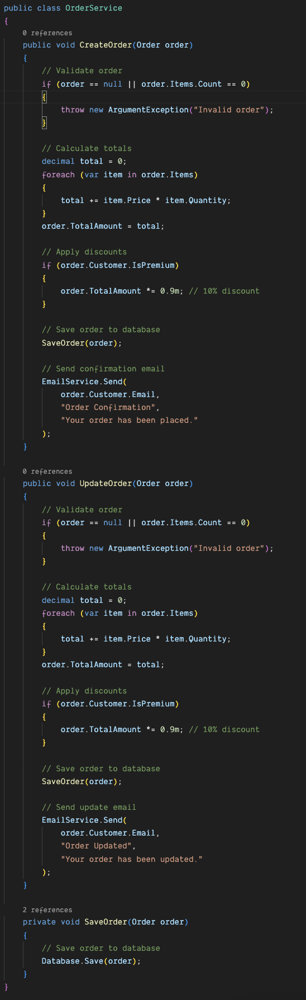 public class OrderService
{
0 references
public void CreateOrder(Order order)
{
// Validate order
if (order == null || order.Items.Count == 0)
{
throw new ArgumentException("Invalid order");
}
// Calculate totals
decimal total = 0;
foreach (var item in order.Items)
{
total += item.Price * item.Quantity;
}
order.TotalAmount = total;
// Apply discounts
if (order.Customer.IsPremium)
{
order.TotalAmount *= 0.9m; // 10% discount
}
// Save order to database
SaveOrder(order);
// Send confirmation email
EmailService.Send(
order.Customer.Email,
"Order Confirmation",
"Your order has been placed."
);
}
0 references
public void UpdateOrder(Order order)
{
// Validate order
if (order == null || order.Items.Count == 0)
{
throw new ArgumentException("Invalid order");
}
// Calculate totals
decimal total = 0;
foreach (var item in order.Items)
{
total += item.Price * item.Quantity;
}
order.TotalAmount = total;
// Apply discounts
if (order.Customer.IsPremium)
{
order.TotalAmount *= 0.9m; // 10% discount
}
// Save order to database
SaveOrder(order);
// Send update email
EmailService.Send(
order.Customer.Email,
"Order Updated",
"Your order has been updated."
);
}
2 references
private void SaveOrder(Order order)
{
// Save order to database
Database.Save(order);
}
}